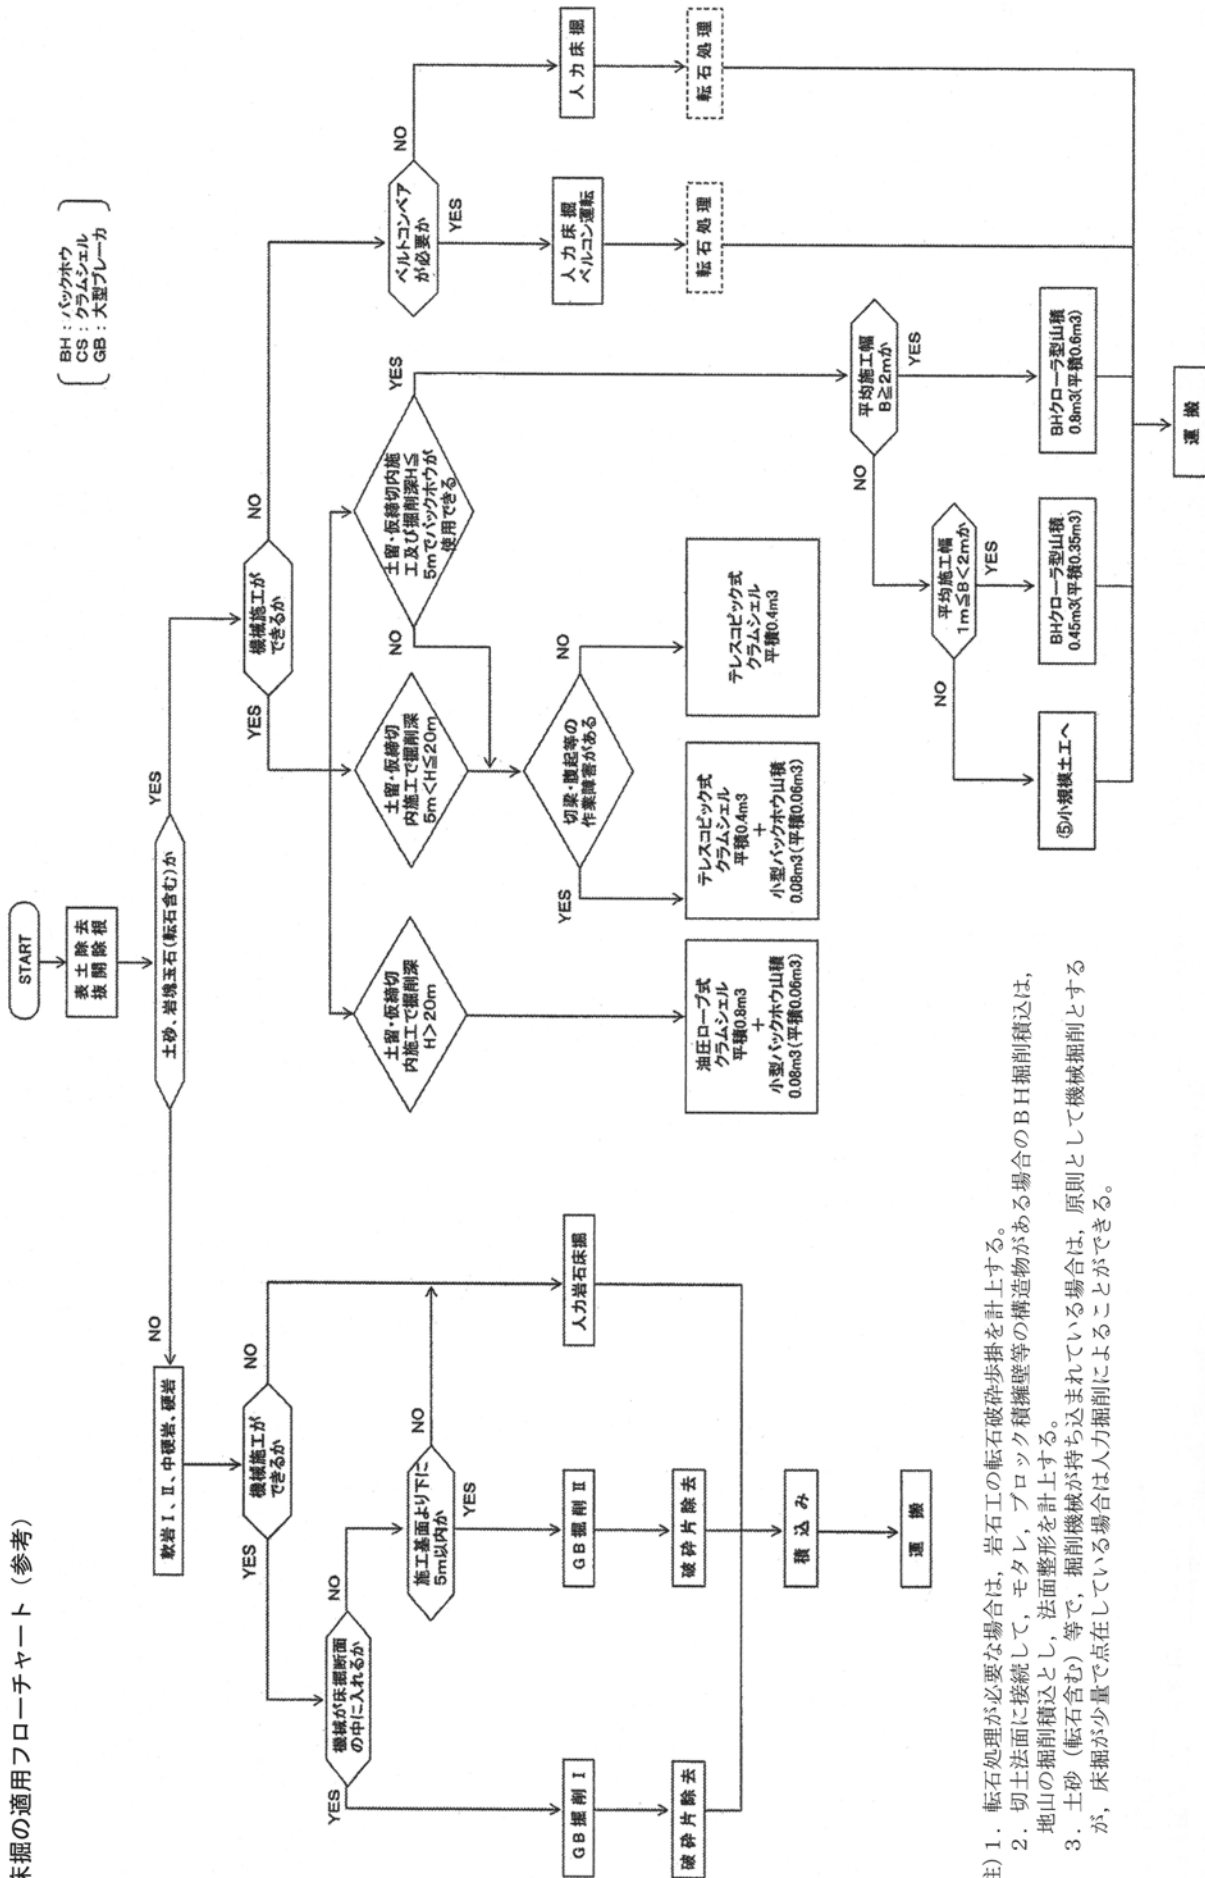 床掘の適用フローチャート（参考）
BH：バックホウ
CS：クラムシェル
GB：大型ブレーカ
START
表土除去
抜開除根
土砂、岩塊玉石(転石含む)か
NO
YES
軟岩Ⅰ、Ⅱ、中硬岩、硬岩
機械施工が
できるか
YES
NO
機械が床掘断面
の中に入れるか
YES
NO
施工基面より下に
5m以内か
NO
YES
GB掘削Ⅰ
GB掘削Ⅱ
人力岩石床掘
破砕片除去
破砕片除去
積込み
運搬
機械施工が
できるか
YES
NO
土留・仮締切
内施工で掘削深
H>20m
土留・仮締切
内施工で掘削深
5m<H≦20m
土留・仮締切内施
工及び掘削深H≦
5mでバックホウが
使用できる
NO
YES
切梁・腹起等の
作業障害がある
YES
NO
油圧ロープ式
クラムシェル
平積0.8m3
+
小型バックホウ山積
0.08m3(平積0.06m3)
テレスコピック式
クラムシェル
平積0.4m3
+
小型バックホウ山積
0.08m3(平積0.06m3)
テレスコピック式
クラムシェル
平積0.4m3
ベルトコンベア
が必要か
YES
NO
人力床掘
ベルコン運転
人力床掘
転石処理
転石処理
平均施工幅
B≧2mか
NO
YES
平均施工幅
1m≦B<2mか
NO
YES
⑤小規模土工へ
BHクローラ型山積
0.45m3(平積0.35m3)
BHクローラ型山積
0.8m3(平積0.6m3)
運搬
注）1．転石処理が必要な場合は，岩石工の転石破砕歩掛を計上する。
2．切土法面に接続して，モタレ，ブロック積擁壁等の構造物がある場合のＢＨ掘削積込は，
地山の掘削積込とし，法面整形を計上する。
3．土砂（転石含む）等で，掘削機械が持ち込まれている場合は，原則として機械掘削とする
が，床掘が少量で点在している場合は人力掘削によることができる。